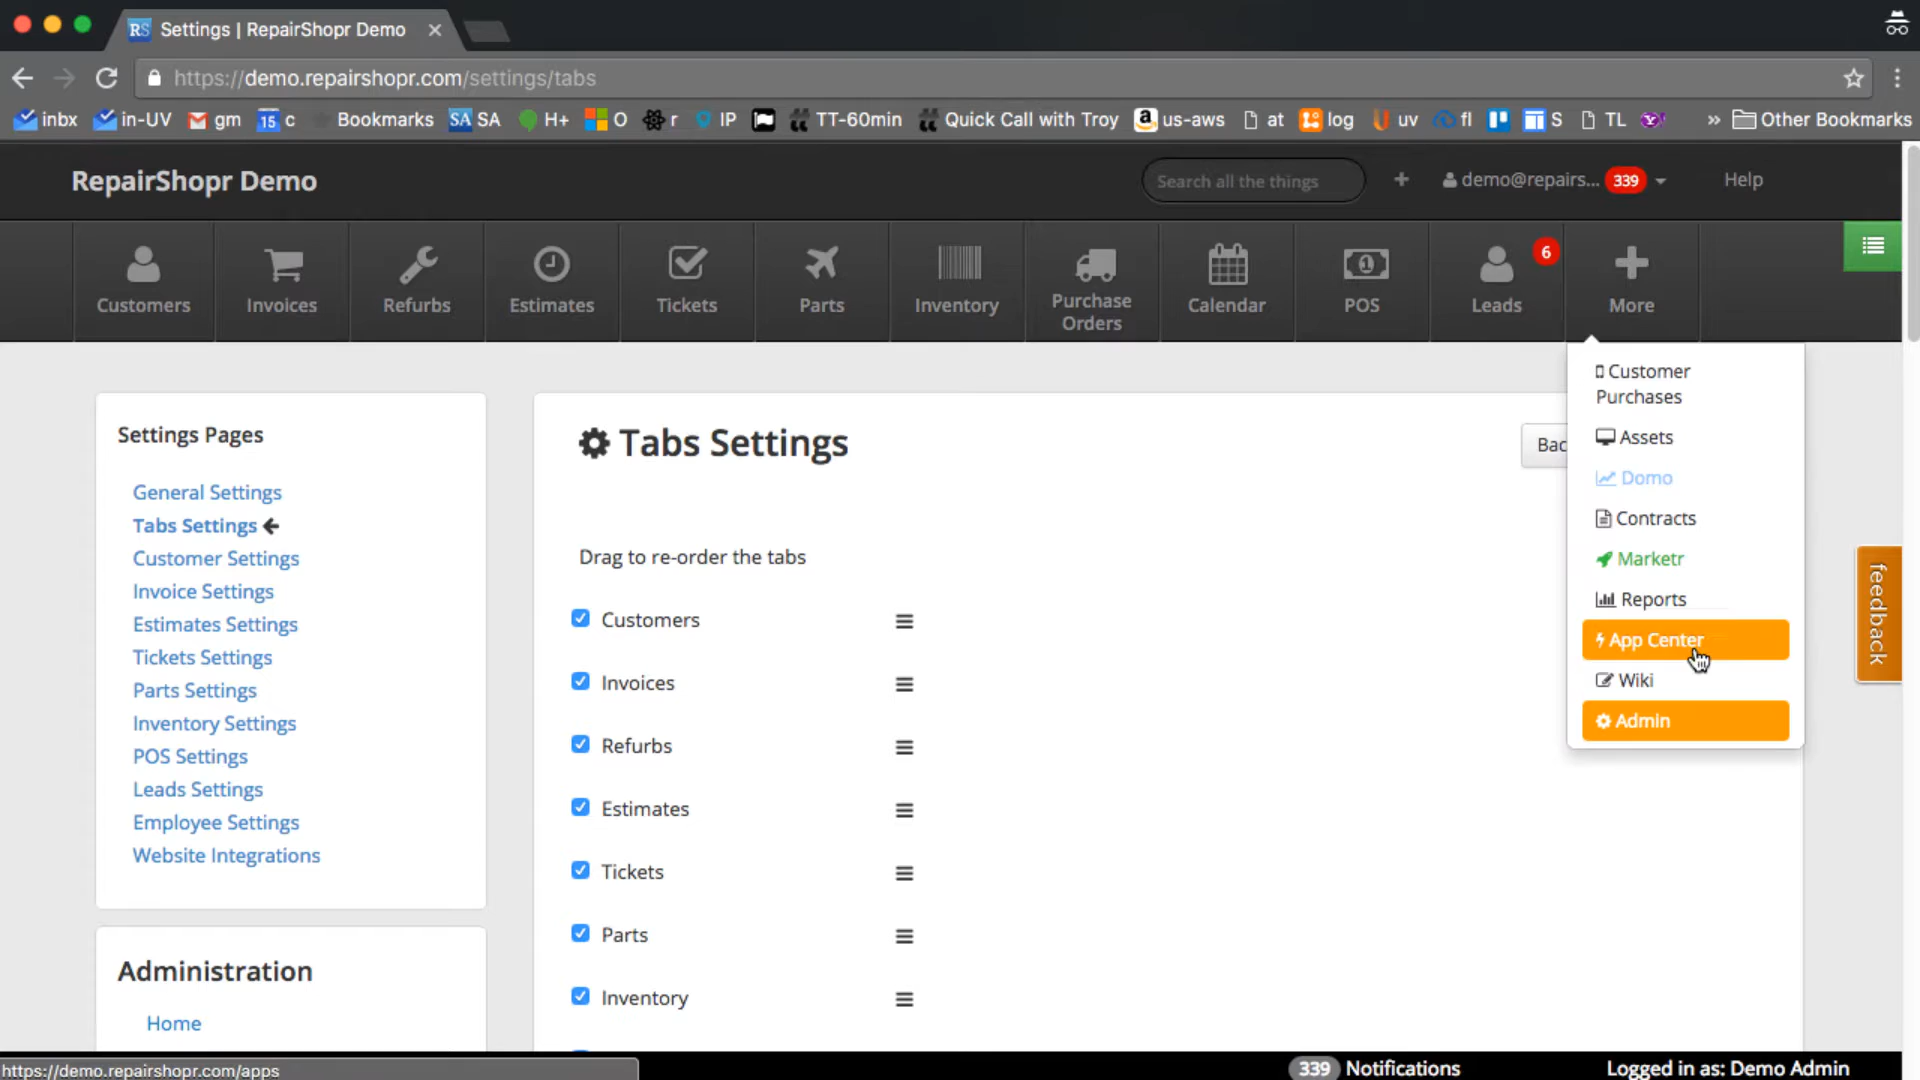 RS Settings | RepairShopr Demo
https://demo.repairshopr.com/settings/tabs
inbx in-UV gm 15 c Bookmarks SA SA H+ O r IP TT-60min Quick Call with Troy a us-aws at log uv fl S TL » Other Bookmarks
RepairShopr Demo
Search all the things
demo@repairs... 339
Help
Customers
Invoices
Refurbs
Estimates
Tickets
Parts
Inventory
Purchase
Orders
Calendar
POS
Leads
6
More
Customer
Purchases
Assets
Domo
Contracts
Marketr
Reports
App Center
Wiki
Admin
Settings Pages
General Settings
Tabs Settings
Customer Settings
Invoice Settings
Estimates Settings
Tickets Settings
Parts Settings
Inventory Settings
POS Settings
Leads Settings
Employee Settings
Website Integrations
Administration
Home
Tabs Settings
Bac
Drag to re-order the tabs
Customers
Invoices
Refurbs
Estimates
Tickets
Parts
Inventory
feedback
https://demo.repairshopr.com/apps
339 Notifications
Logged in as: Demo Admin